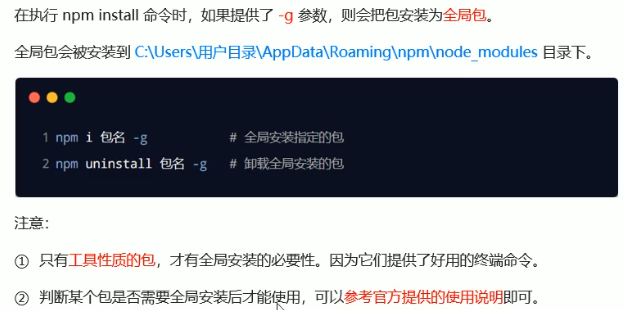 在执行 npm install 命令时，如果提供了 -g 参数，则会把包安装为全局包。
全局包会被安装到 C:\Users\用户目录\AppData\Roaming\npm\node_modules 目录下。
1 npm i 包名 -g # 全局安装指定的包
2 npm uninstall 包名 -g # 卸载全局安装的包
注意：
① 只有工具性质的包，才有全局安装的必要性。因为它们提供了好用的终端命令。
② 判断某个包是否需要全局安装后才能使用，可以参考官方提供的使用说明即可。